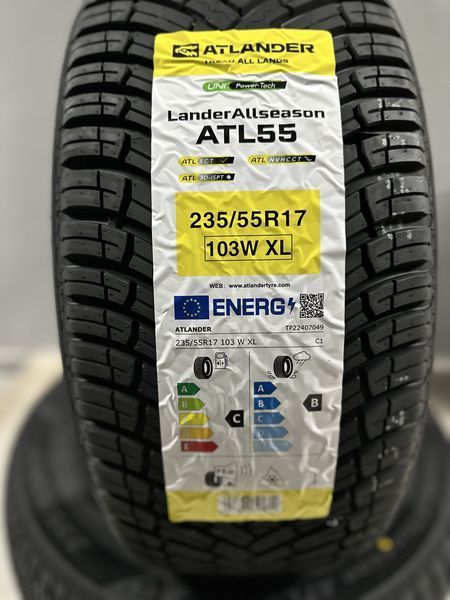 ATLANDER
TREAD ALL LANDS
UNI Power-Tech
LanderAllseason
ATL55
ATL SCT ATL NVHCCT
ATL 3D-ISPT
235/55R17
103W XL
WEB: www.atlandertyre.com
ENERG
ATLANDER TP22407049
235/55R17 103 W XL C1
A A
B B B
C C C
D D
E E